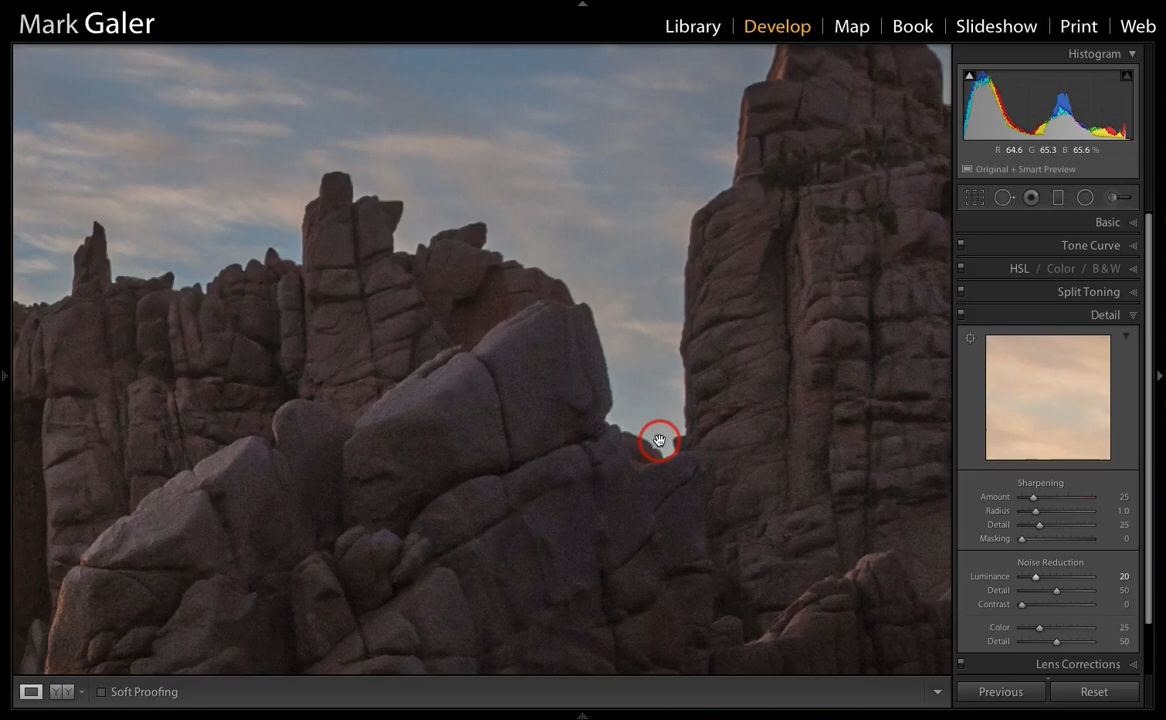 Mark Galer
Library | Develop | Map | Book | Slideshow | Print | Web
Histogram
R 64.6 G 65.3 B 65.6 %
Original + Smart Preview
Basic
Tone Curve
HSL / Color / B & W
Split Toning
Detail
Sharpening
Amount 25
Radius 1.0
Detail 25
Masking 0
Noise Reduction
Luminance 20
Detail 50
Contrast 0
Color 25
Detail 50
Lens Corrections
YY Soft Proofing
Previous Reset